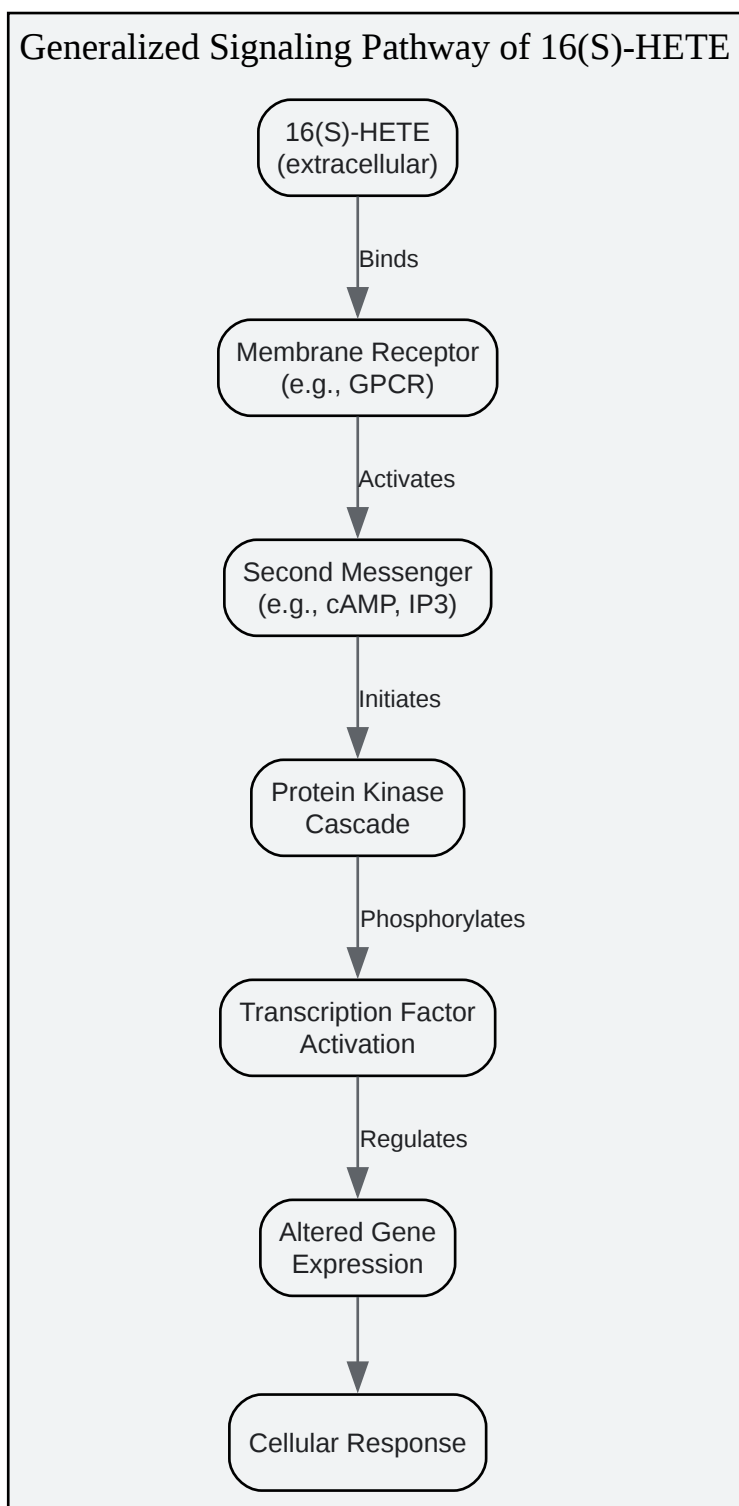 Generalized Signaling Pathway of 16(S)-HETE
16(S)-HETE
(extracellular)
Binds
Membrane Receptor
(e.g., GPCR)
Activates
Second Messenger
(e.g., cAMP, IP3)
Initiates
Protein Kinase
Cascade
Phosphorylates
Transcription Factor
Activation
Regulates
Altered Gene
Expression
Cellular Response